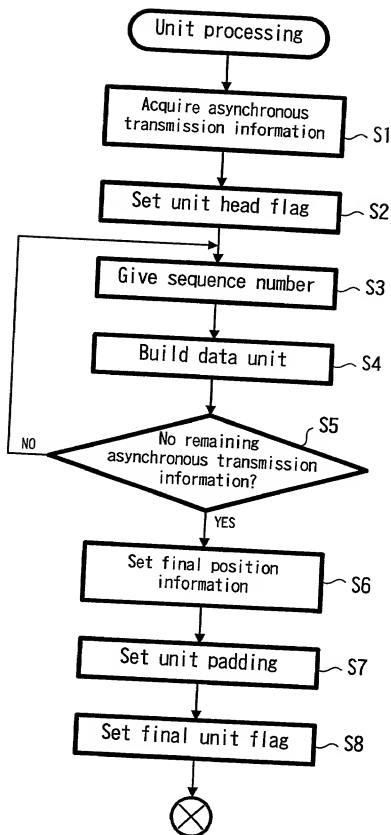 Unit processing
Acquire asynchronous
transmission information
S1
Set unit head flag
S2
Give sequence number
S3
Build data unit
S4
S5
No remaining
asynchronous transmission
information?
NO
YES
Set final position
information
S6
Set unit padding
S7
Set final unit flag
S8